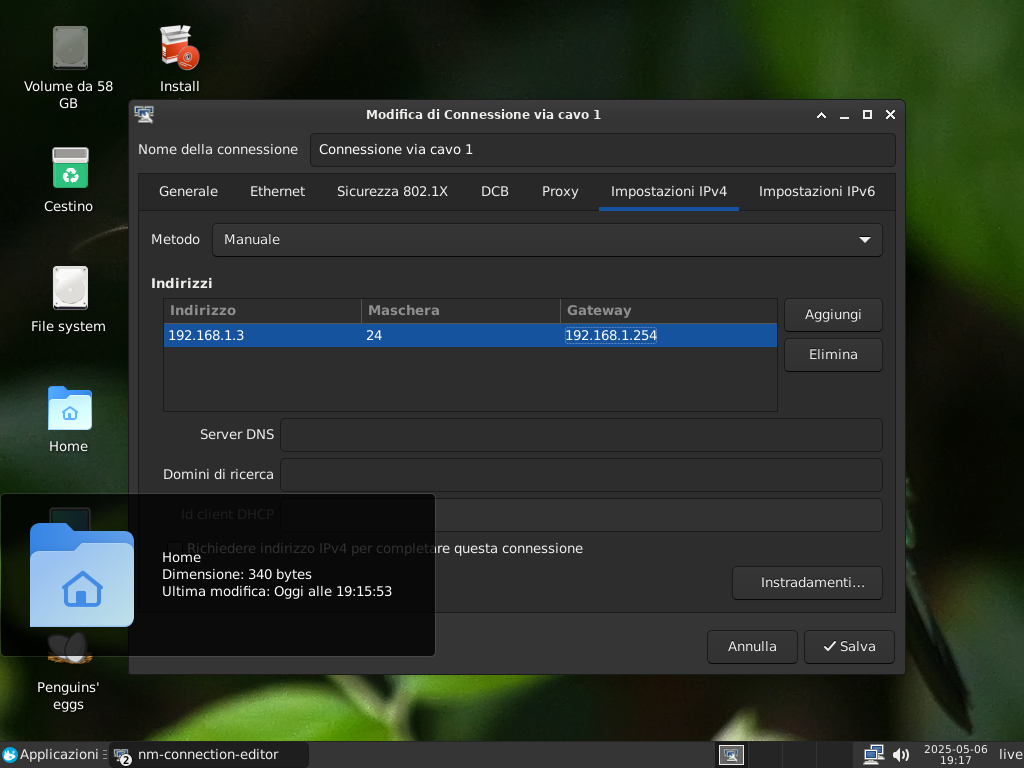 Volume da 58
GB
Install
Cestino
File system
Home
Penguins'
eggs
Modifica di Connessione via cavo 1
Nome della connessione
Connessione via cavo 1
Generale
Ethernet
Sicurezza 802.1X
DCB
Proxy
Impostazioni IPv4
Impostazioni IPv6
Metodo
Manuale
Indirizzi
Indirizzo
Maschera
Gateway
192.168.1.3
24
192.168.1.254
Aggiungi
Elimina
Server DNS
Domini di ricerca
Id client DHCP
Richiedere indirizzo IPv4 per completare questa connessione
Instradamenti...
Annulla
Salva
Home
Dimensione: 340 bytes
Ultima modifica: Oggi alle 19:15:53
Applicazioni
2
nm-connection-editor
2025-05-06
19:17
live